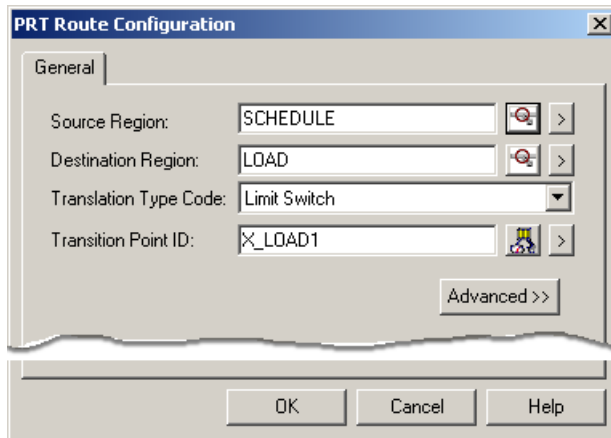 PRT Route Configuration
General
Source Region: SCHEDULE >
Destination Region: LOAD >
Translation Type Code: Limit Switch
Transition Point ID: X_LOAD1 >
Advanced >>
OK Cancel Help